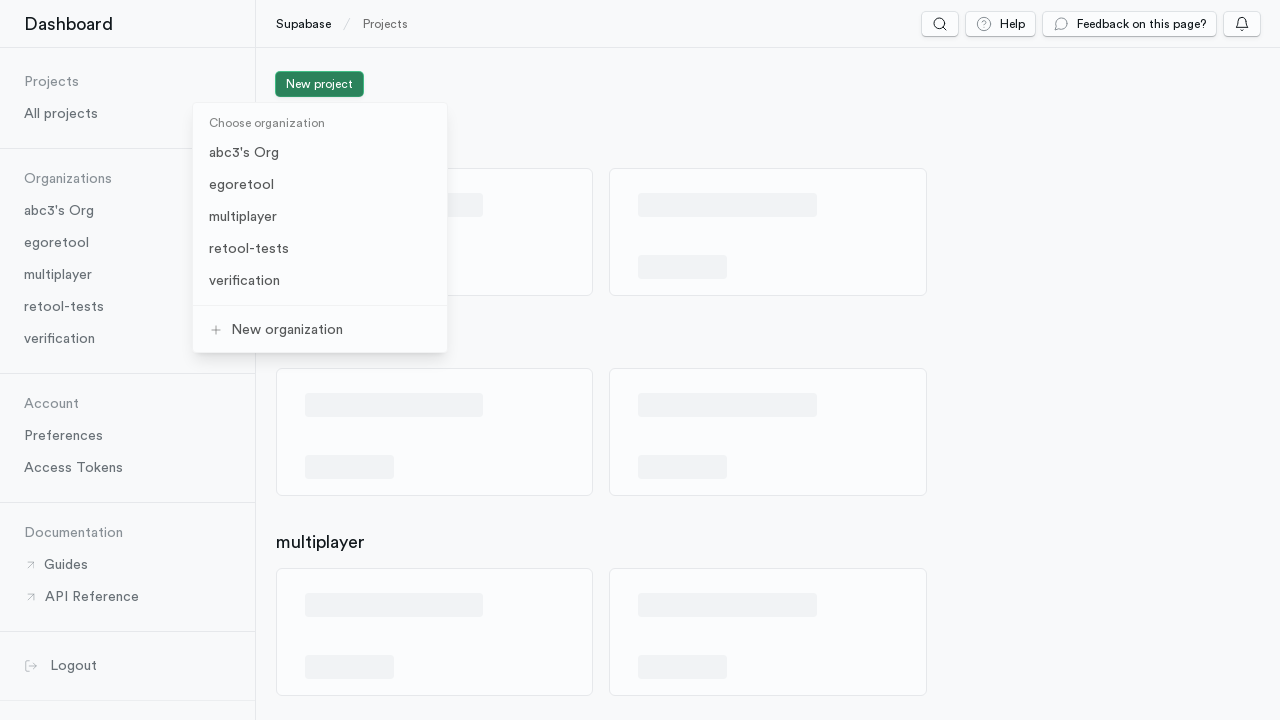 Dashboard
Supabase / Projects
Help
Feedback on this page?
Projects
All projects
Organizations
abc3's Org
egoretool
multiplayer
retool-tests
verification
Account
Preferences
Access Tokens
Documentation
Guides
API Reference
Logout
New project
Choose organization
abc3's Org
egoretool
multiplayer
retool-tests
verification
New organization
multiplayer